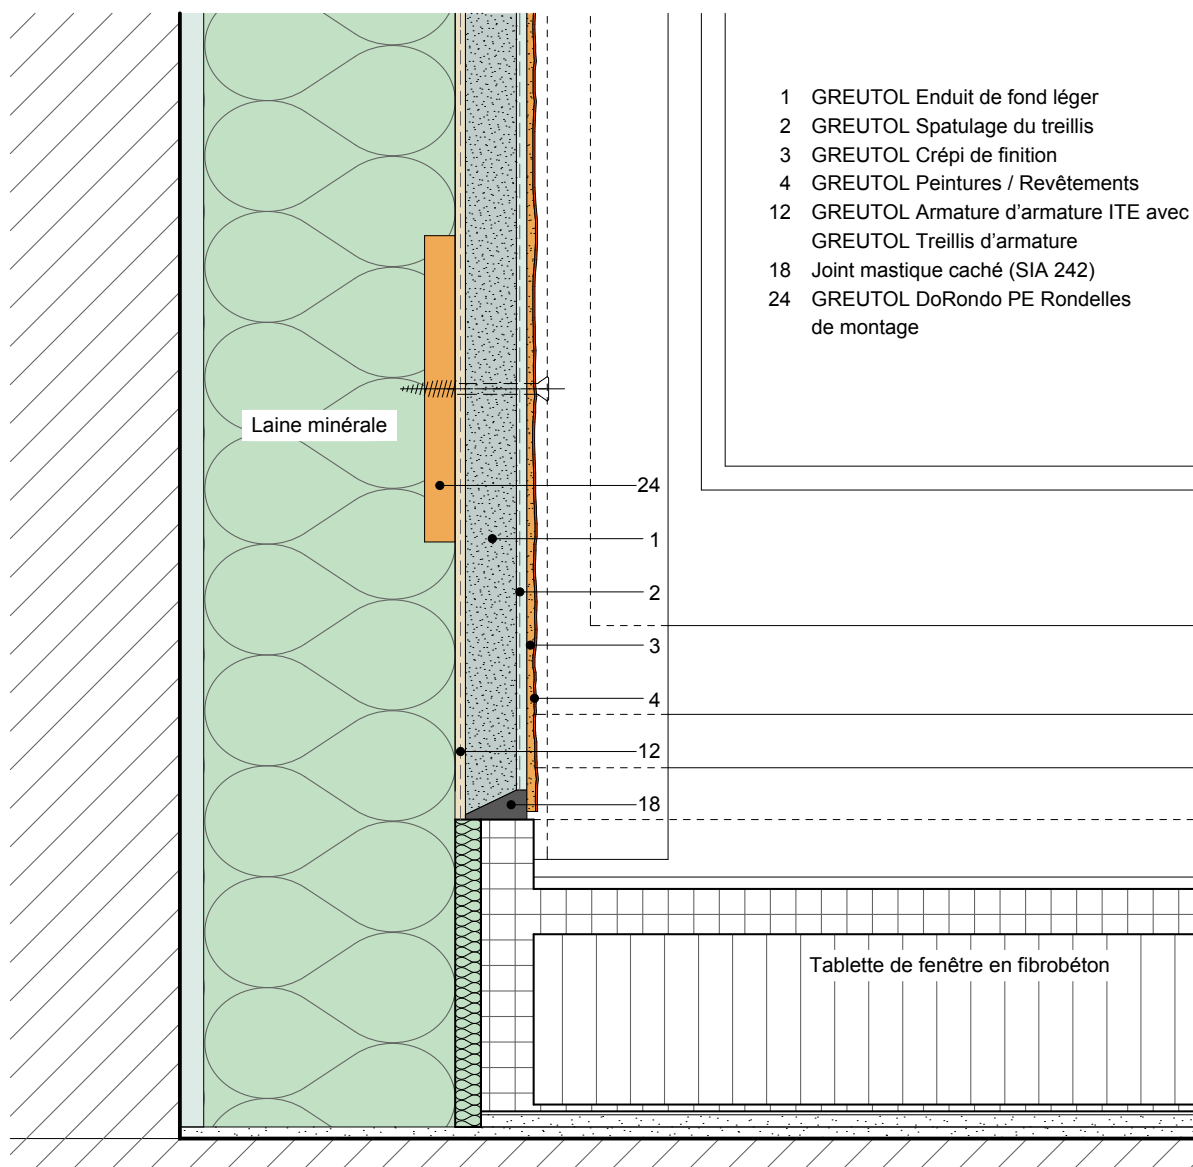 1 GREUTOL Enduit de fond léger
2 GREUTOL Spatulage du treillis
3 GREUTOL Crépi de finition
4 GREUTOL Peintures / Revêtements
12 GREUTOL Armature d'armature ITE avec
GREUTOL Treillis d'armature
18 Joint mastique caché (SIA 242)
24 GREUTOL DoRondo PE Rondelles
de montage
Laine minérale
24
1
2
3
4
12
18
Tablette de fenêtre en fibrobéton